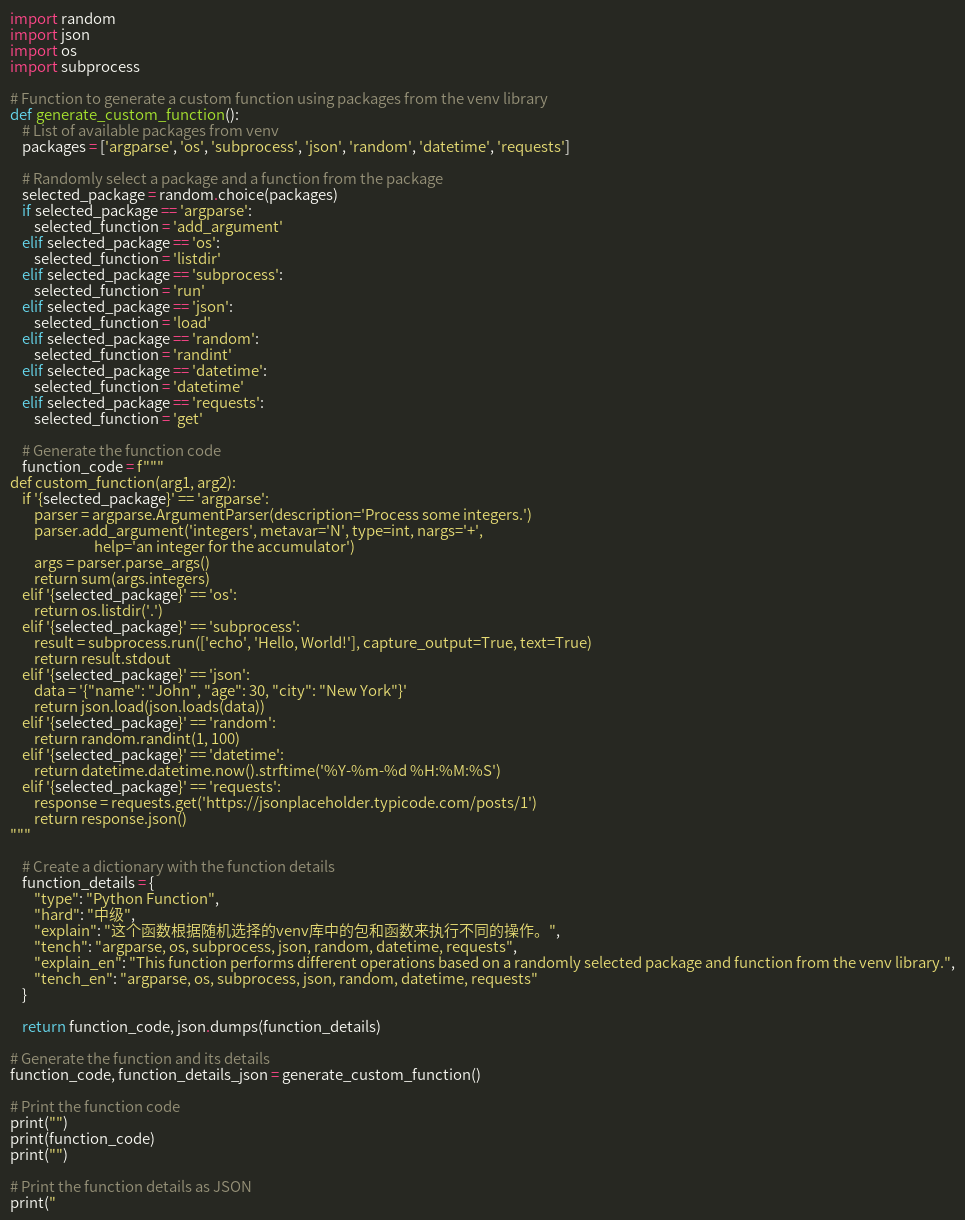 import random
import json
import os
import subprocess

# Function to generate a custom function using packages from the venv library
def generate_custom_function():
    # List of available packages from venv
    packages = ['argparse', 'os', 'subprocess', 'json', 'random', 'datetime', 'requests']

    # Randomly select a package and a function from the package
    selected_package = random.choice(packages)
    if selected_package == 'argparse':
        selected_function = 'add_argument'
    elif selected_package == 'os':
        selected_function = 'listdir'
    elif selected_package == 'subprocess':
        selected_function = 'run'
    elif selected_package == 'json':
        selected_function = 'load'
    elif selected_package == 'random':
        selected_function = 'randint'
    elif selected_package == 'datetime':
        selected_function = 'datetime'
    elif selected_package == 'requests':
        selected_function = 'get'

    # Generate the function code
    function_code = f"""
def custom_function(arg1, arg2):
    if '{selected_package}' == 'argparse':
        parser = argparse.ArgumentParser(description='Process some integers.')
        parser.add_argument('integers', metavar='N', type=int, nargs='+',
                            help='an integer for the accumulator')
        args = parser.parse_args()
        return sum(args.integers)
    elif '{selected_package}' == 'os':
        return os.listdir('.')
    elif '{selected_package}' == 'subprocess':
        result = subprocess.run(['echo', 'Hello, World!'], capture_output=True, text=True)
        return result.stdout
    elif '{selected_package}' == 'json':
        data = '{"name": "John", "age": 30, "city": "New York"}'
        return json.load(json.loads(data))
    elif '{selected_package}' == 'random':
        return random.randint(1, 100)
    elif '{selected_package}' == 'datetime':
        return datetime.datetime.now().strftime('%Y-%m-%d %H:%M:%S')
    elif '{selected_package}' == 'requests':
        response = requests.get('https://jsonplaceholder.typicode.com/posts/1')
        return response.json()
"""

    # Create a dictionary with the function details
    function_details = {
        "type": "Python Function",
        "hard": "中级",
        "explain": "这个函数根据随机选择的venv库中的包和函数来执行不同的操作。",
        "tench": "argparse, os, subprocess, json, random, datetime, requests",
        "explain_en": "This function performs different operations based on a randomly selected package and function from the venv library.",
        "tench_en": "argparse, os, subprocess, json, random, datetime, requests"
    }

    return function_code, json.dumps(function_details)

# Generate the function and its details
function_code, function_details_json = generate_custom_function()

# Print the function code
print("")
print(function_code)
print("")

# Print the function details as JSON
print("